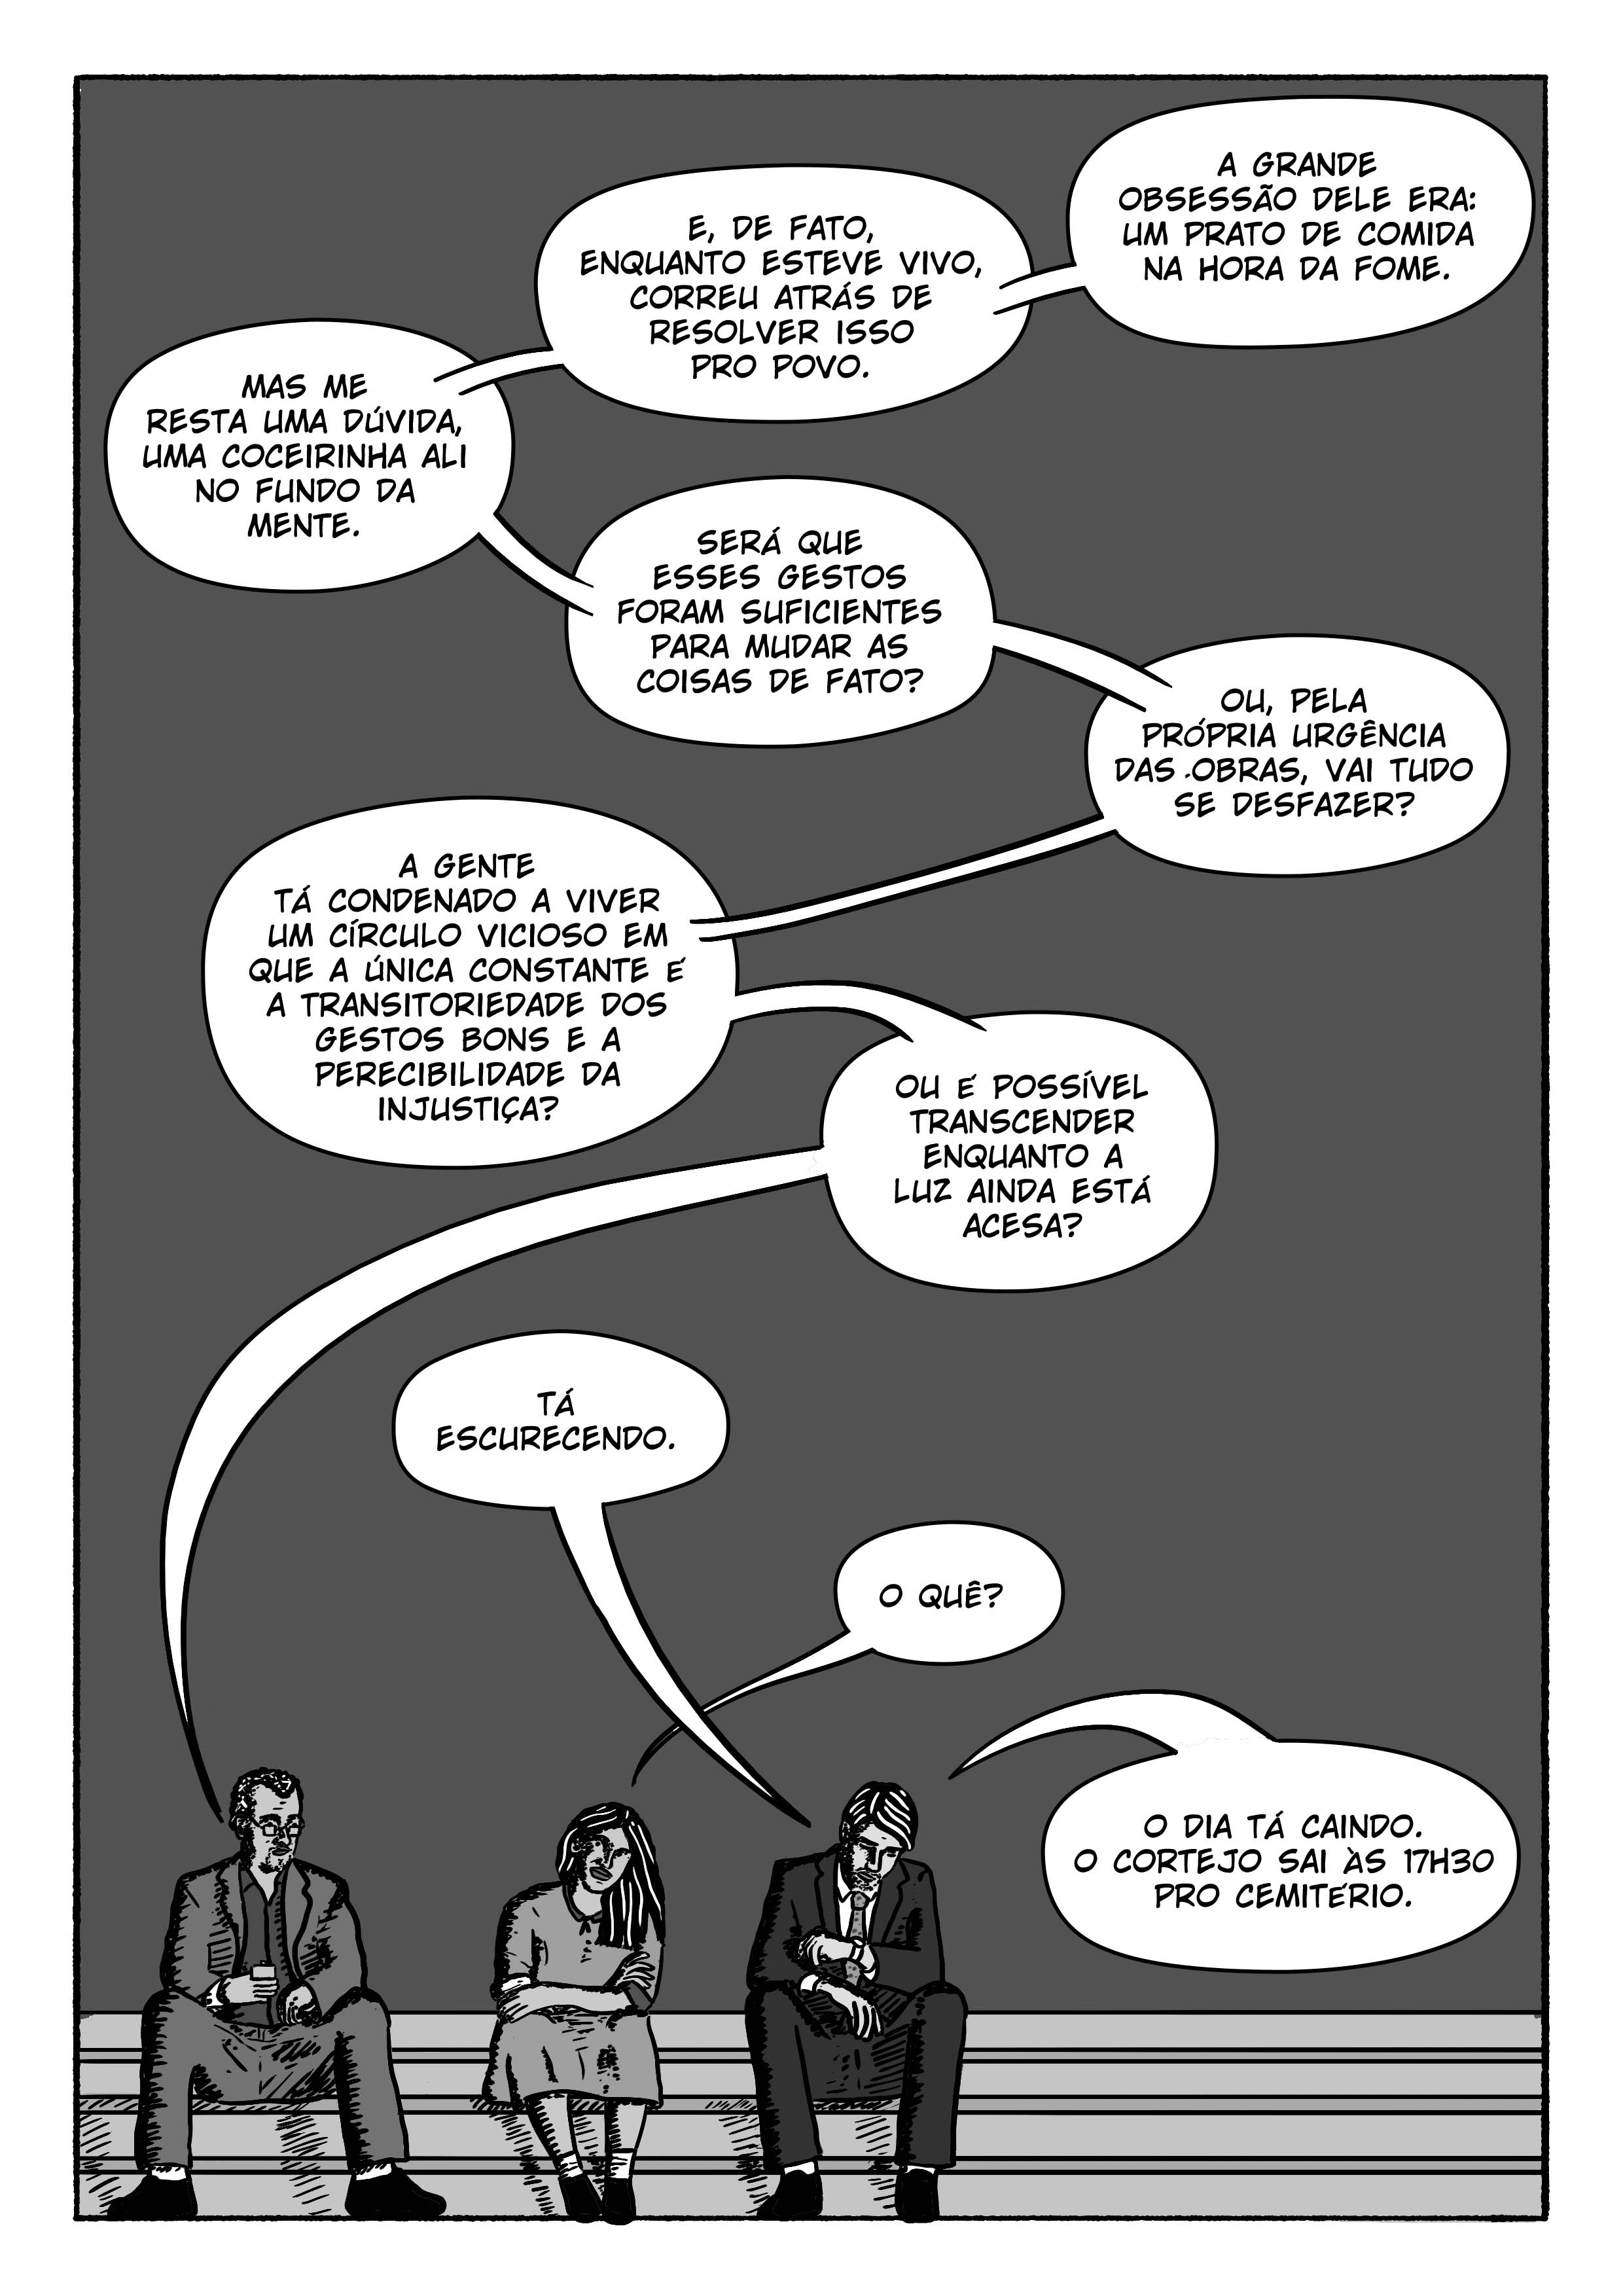 A GRANDE
OBSESSÃO DELE ERA:
UM PRATO DE COMIDA
NA HORA DA FOME.
E, DE FATO,
ENQUANTO ESTEVE VIVO,
CORREU ATRÁS DE
RESOLVER ISSO
PRO POVO.
MAS ME
RESTA UMA DÚVIDA,
UMA COCEIRINHA ALI
NO FUNDO DA
MENTE.
SERÁ QUE
ESSES GESTOS
FORAM SUFICIENTES
PARA MUDAR AS
COISAS DE FATO?
OU, PELA
PRÓPRIA URGÊNCIA
DAS OBRAS, VAI TUDO
SE DESFAZER?
A GENTE
TÁ CONDENADO A VIVER
UM CÍRCULO VICIOSO EM
QUE A ÚNICA CONSTANTE É
A TRANSITORIEDADE DOS
GESTOS BONS E A
PERECIBILIDADE DA
INJUSTIÇA?
OU É POSSÍVEL
TRANSCENDER
ENQUANTO A
LUZ AINDA ESTÁ
ACESA?
TÁ
ESCURECENDO.
O QUÊ?
O DIA TÁ CAINDO.
O CORTEJO SAI ÀS 17H30
PRO CEMITÉRIO.